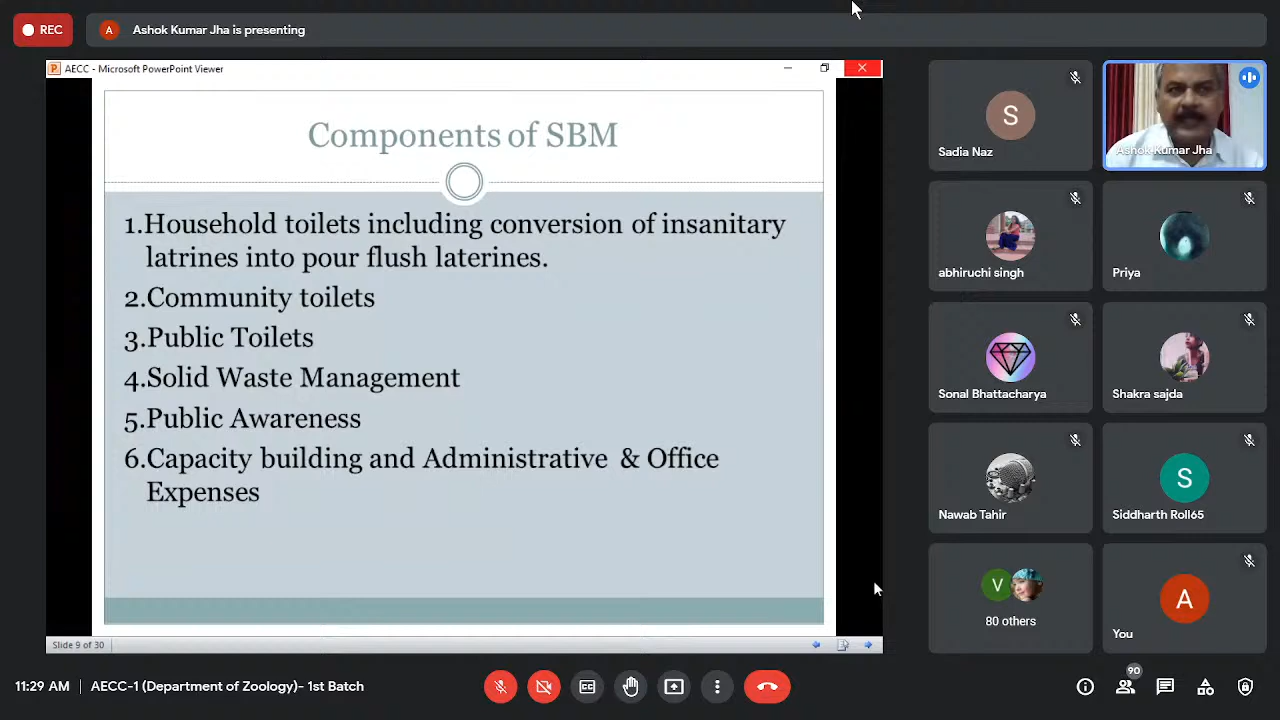 REC
A
Ashok Kumar Jha is presenting
P
AECC - Microsoft PowerPoint Viewer
Components of SBM
1.Household toilets including conversion of insanitary
latrines into pour flush laterines.
2.Community toilets
3.Public Toilets
4.Solid Waste Management
5.Public Awareness
6.Capacity building and Administrative & Office
Expenses
Slide 9 of 30
S
Sadia Naz
Ashok Kumar Jha
abhiruchi singh
Priya
Sonal Bhattacharya
Shakra sajda
Nawab Tahir
S
Siddharth Roll65
V
80 others
A
You
11:29 AM | AECC-1 (Department of Zoology)- 1st Batch
CC
90